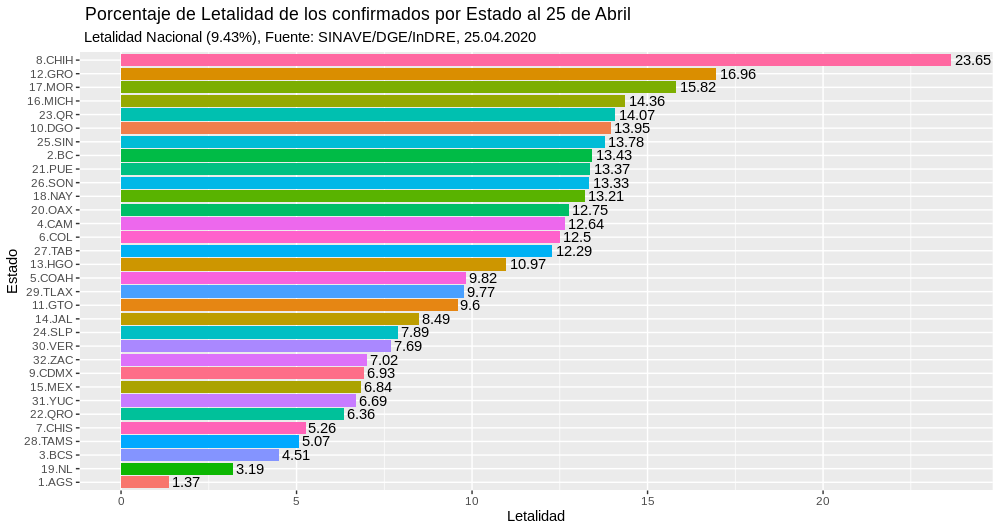 Porcentaje de Letalidad de los confirmados por Estado al 25 de Abril
Letalidad Nacional (9.43%), Fuente: SINAVE/DGE/InDRE, 25.04.2020
Estado
8.CHIH 23.65
12.GRO 16.96
17.MOR 15.82
16.MICH 14.36
23.QR 14.07
10.DGO 13.95
25.SIN 13.78
2.BC 13.43
21.PUE 13.37
26.SON 13.33
18.NAY 13.21
20.OAX 12.75
4.CAM 12.64
6.COL 12.5
27.TAB 12.29
13.HGO 10.97
5.COAH 9.82
29.TLAX 9.77
11.GTO 9.6
14.JAL 8.49
24.SLP 7.89
30.VER 7.69
32.ZAC 7.02
9.CDMX 6.93
15.MEX 6.84
31.YUC 6.69
22.QRO 6.36
7.CHIS 5.26
28.TAMS 5.07
3.BCS 4.51
19.NL 3.19
1.AGS 1.37
0 5 10 15 20
Letalidad